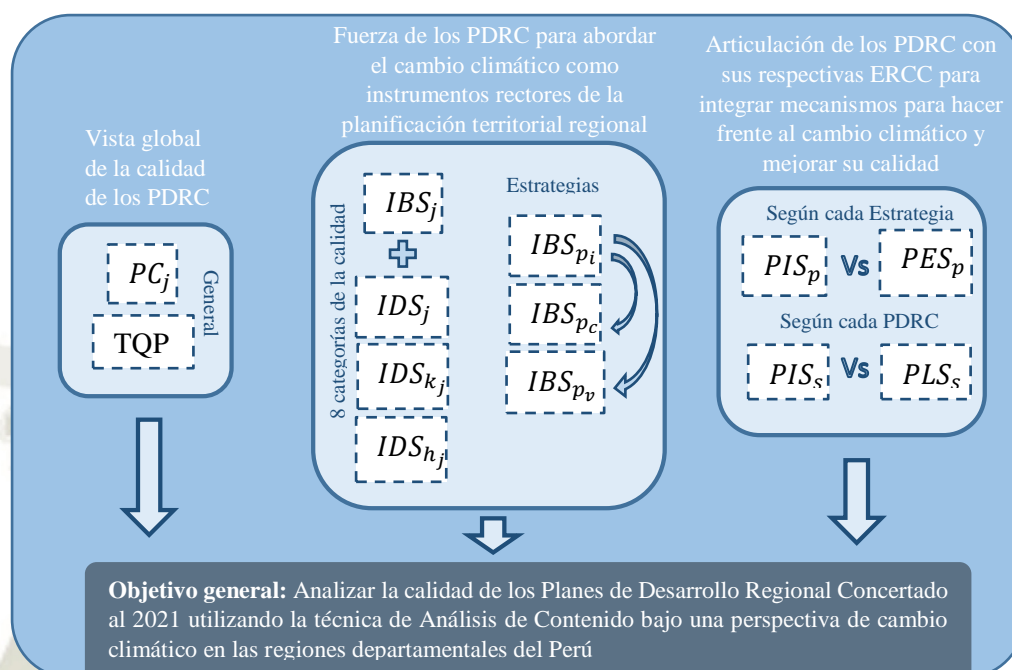 Vista global
de la calidad
de los PDRC
PC_j
TQP
General
Fuerza de los PDRC para abordar
el cambio climático como
instrumentos rectores de la
planificación territorial regional
8 categorías de la calidad
IBS_j
IDS_j
IDS_{k_j}
IDS_{h_j}
Estrategias
IBS_{p_i}
IBS_{p_c}
IBS_{p_v}
Articulación de los PDRC con
sus respectivas ERCC para
integrar mecanismos para hacer
frente al cambio climático y
mejorar su calidad
Según cada Estrategia
PIS_p Vs PES_p
Según cada PDRC
PIS_s Vs PLS_s
Objetivo general: Analizar la calidad de los Planes de Desarrollo Regional Concertado
al 2021 utilizando la técnica de Análisis de Contenido bajo una perspectiva de cambio
climático en las regiones departamentales del Perú